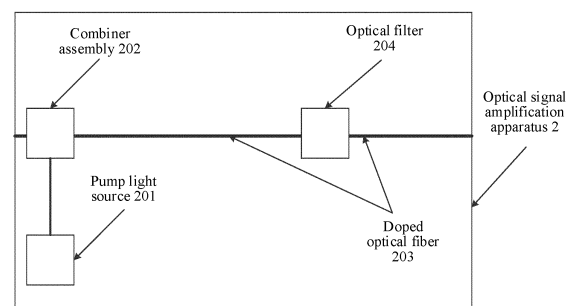 Combiner
assembly 202
Optical filter
204
Optical signal
amplification
apparatus 2
Pump light
source 201
Doped
optical fiber
203